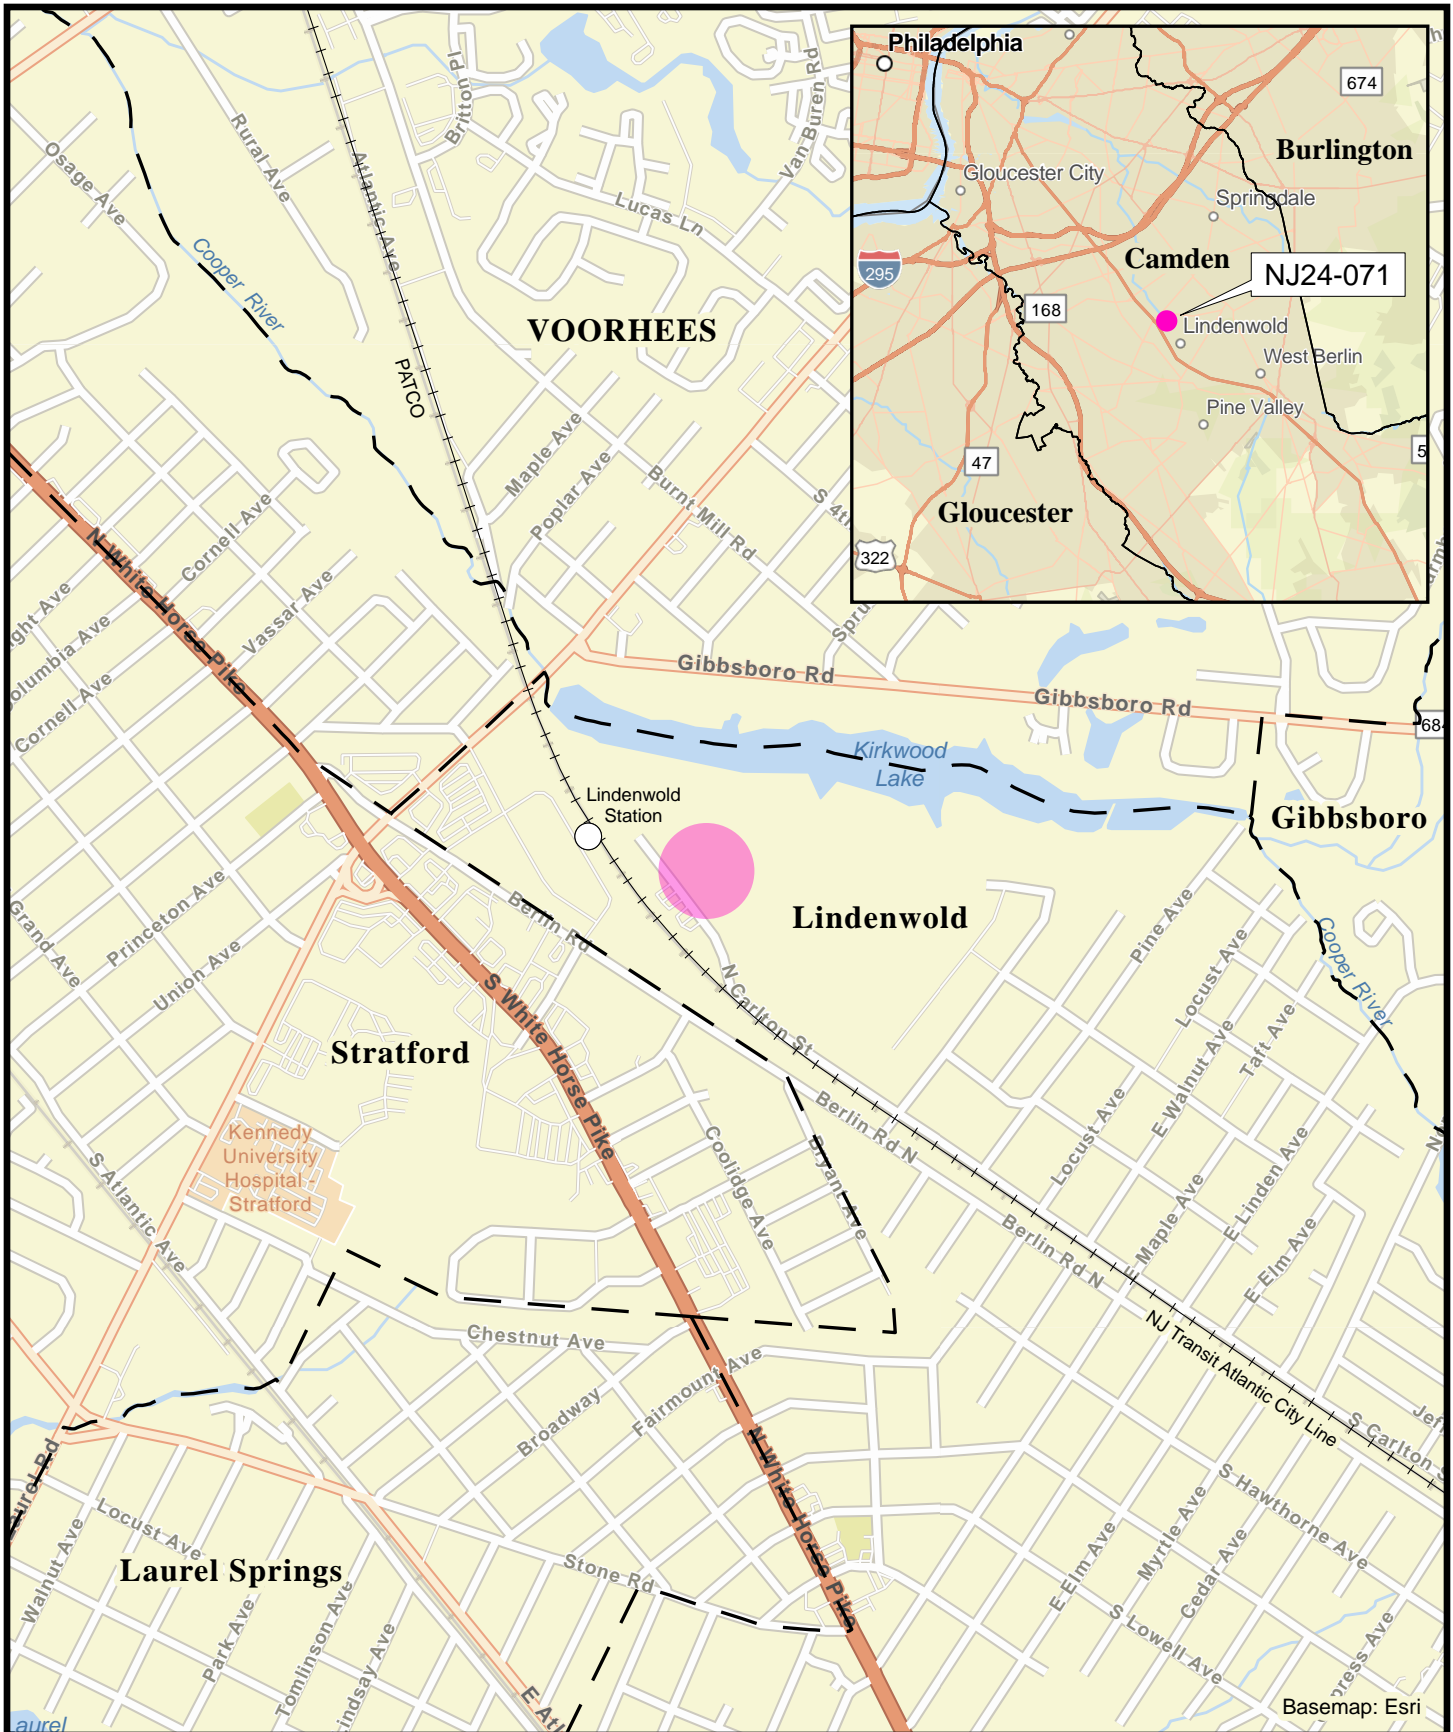 Philadelphia
674
Burlington
Gloucester City
Springdale
Camden
295
NJ24-071
168
Lindenwold
West Berlin
Pine Valley
47
Gloucester
322
Britton Pl
Van Buren Rd
Rural Ave
Osage Ave
Atlantic Ave
Lucas Ln
Cooper River
VOORHEES
PATCO
Maple Ave
Poplar Ave
Burnt Mill Rd
S 4th
Cornell Ave
N White Horse Pike
Vassar Ave
Columbia Ave
Cornell Ave
Gibbsboro Rd
Gibbsboro Rd
Kirkwood
Lake
Lindenwold
Station
Gibbsboro
Lindenwold
Princeton Ave
Grand Ave
Union Ave
Berlin Rd
Pine Ave
Locust Ave
Cooper River
N Carlton St
S White Horse Pike
Stratford
Taft Ave
E Walnut Ave
Locust Ave
Berlin Rd N
Kennedy
University
Hospital -
Stratford
Coolidge Ave
Bryant Ave
S Atlantic Ave
E Linden Ave
E Maple Ave
E Elm Ave
Berlin Rd N
NJ Transit Atlantic City Line
Chestnut Ave
Fairmount Ave
Broadway
N White Horse Pike
S Carlton S
S Hawthorne Ave
Locust Ave
Walnut Ave
Laurel Springs
Stone Rd
E Elm Ave
Myrtle Ave
Cedar Ave
S Lowell Ave
Park Ave
Tomlinson Ave
E Atl
Basemap: Esri